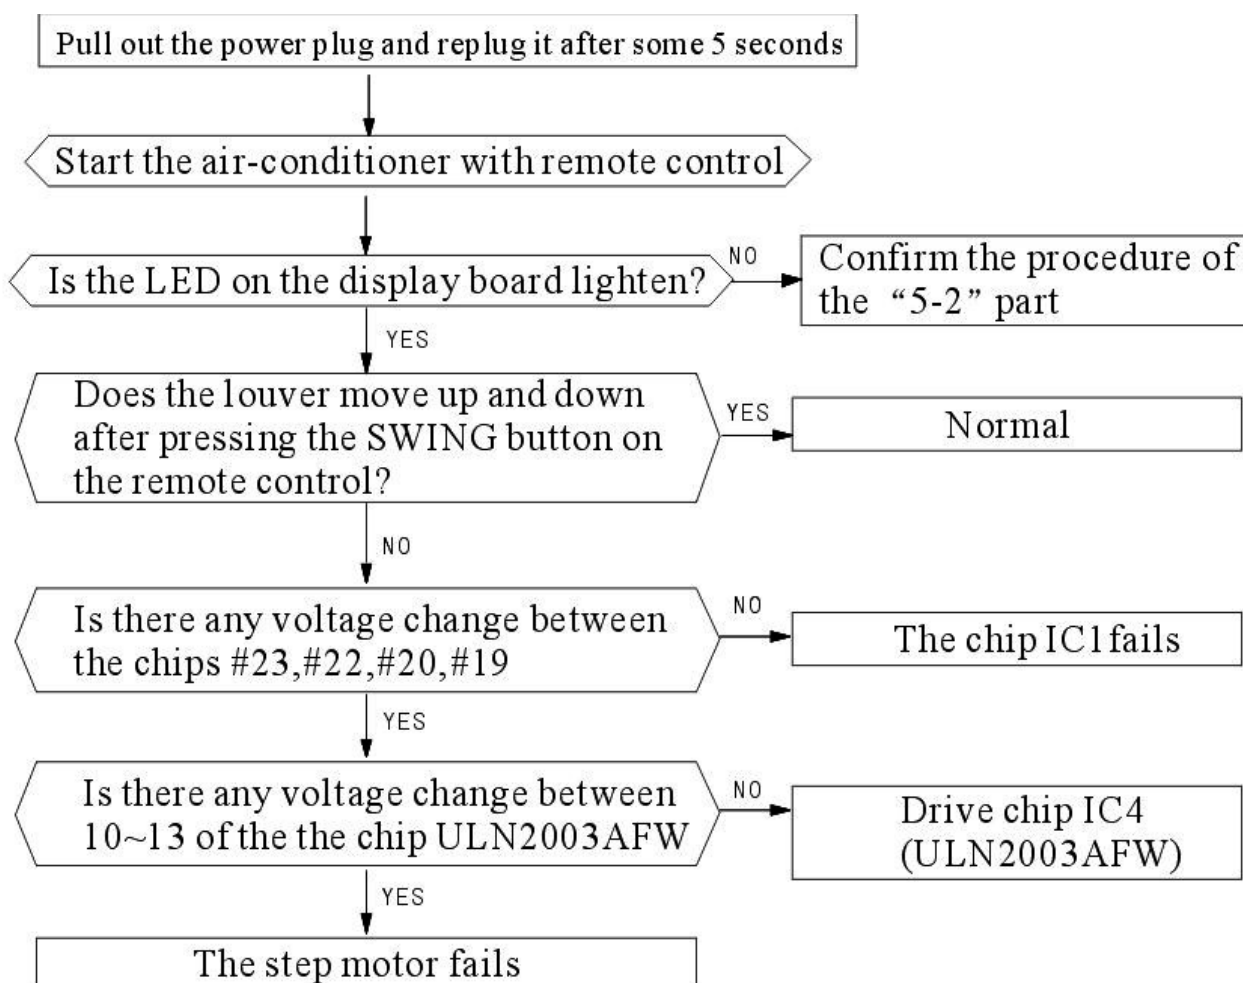 Pull out the power plug and replug it after some 5 seconds
Start the air-conditioner with remote control
Is the LED on the display board lighten?
NO
Confirm the procedure of
the “5-2” part
YES
Does the louver move up and down
after pressing the SWING button on
the remote control?
YES
Normal
NO
Is there any voltage change between
the chips #23,#22,#20,#19
NO
The chip IC1fails
YES
Is there any voltage change between
10~13 of the the chip ULN2003AFW
NO
Drive chip IC4
(ULN2003AFW)
YES
The step motor fails